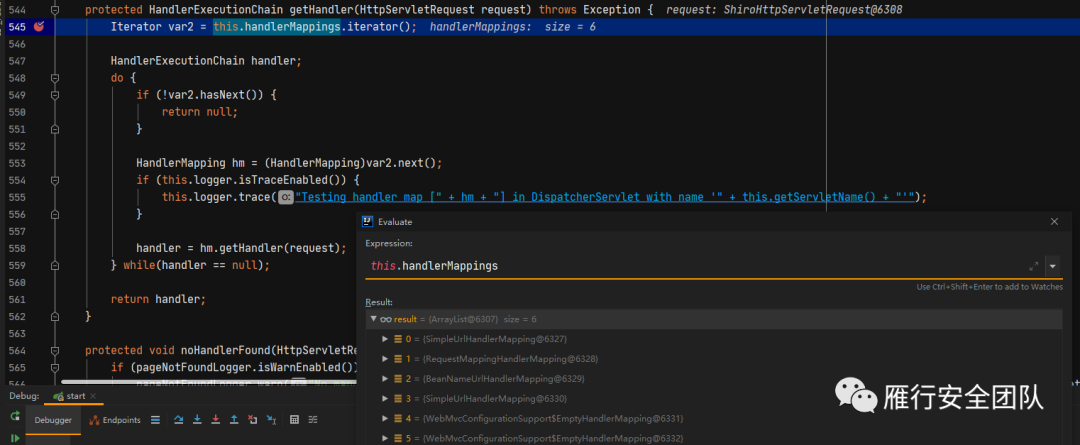 544 protected HandlerExecutionChain getHandler(HttpServletRequest request) throws Exception { request: ShiroHttpServletRequest@6308
545 Iterator var2 = this.handlerMappings.iterator(); handlerMappings: size = 6
546
547 HandlerExecutionChain handler;
548 do {
549 if (!var2.hasNext()) {
550 return null;
551 }
552
553 HandlerMapping hm = (HandlerMapping)var2.next();
554 if (this.logger.isTraceEnabled()) {
555 this.logger.trace( o: "Testing handler map [" + hm + "] in DispatcherServlet with name '" + this.getServletName() + "'");
556 }
557
558 handler = hm.getHandler(request);
559 } while(handler == null);
560
561 return handler;
562 }
563
564 protected void noHandlerFound(HttpServletRe
565 if (pageNotFoundLogger.isWarnEnabled()
Evaluate
Expression:
this.handlerMappings
Use Ctrl+Shift+Enter to add to Watches
Result:
result = {ArrayList@6307} size = 6
0 = {SimpleUrlHandlerMapping@6327}
1 = {RequestMappingHandlerMapping@6328}
2 = {BeanNameUrlHandlerMapping@6329}
3 = {SimpleUrlHandlerMapping@6330}
4 = {WebMvcConfigurationSupport$EmptyHandlerMapping@6331}
5 = {WebMvcConfigurationSupport$EmptyHandlerMapping@6332}
Debug: start
Debugger Endpoints
雁行安全团队